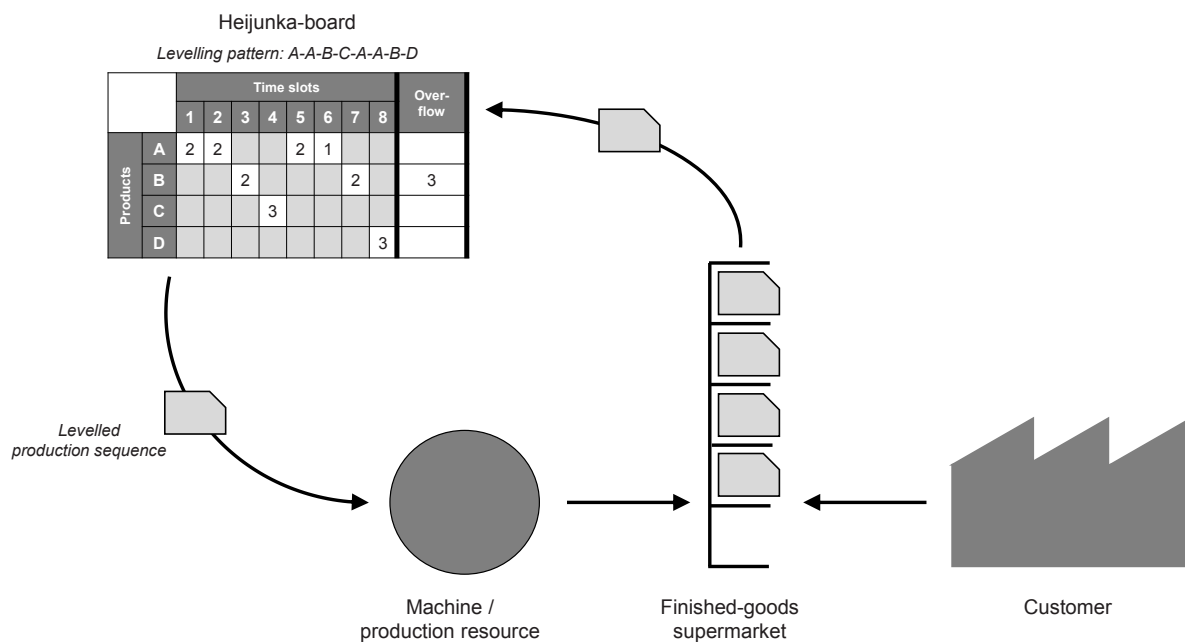 Heijunka-board
Levelling pattern: A-A-B-C-A-A-B-D
Time slots
Over-
flow
1 2 3 4 5 6 7 8
Products
A 2 2 2 1
B 2 2 3
C 3
D 3
Levelled
production sequence
Machine /
production resource
Finished-goods
supermarket
Customer